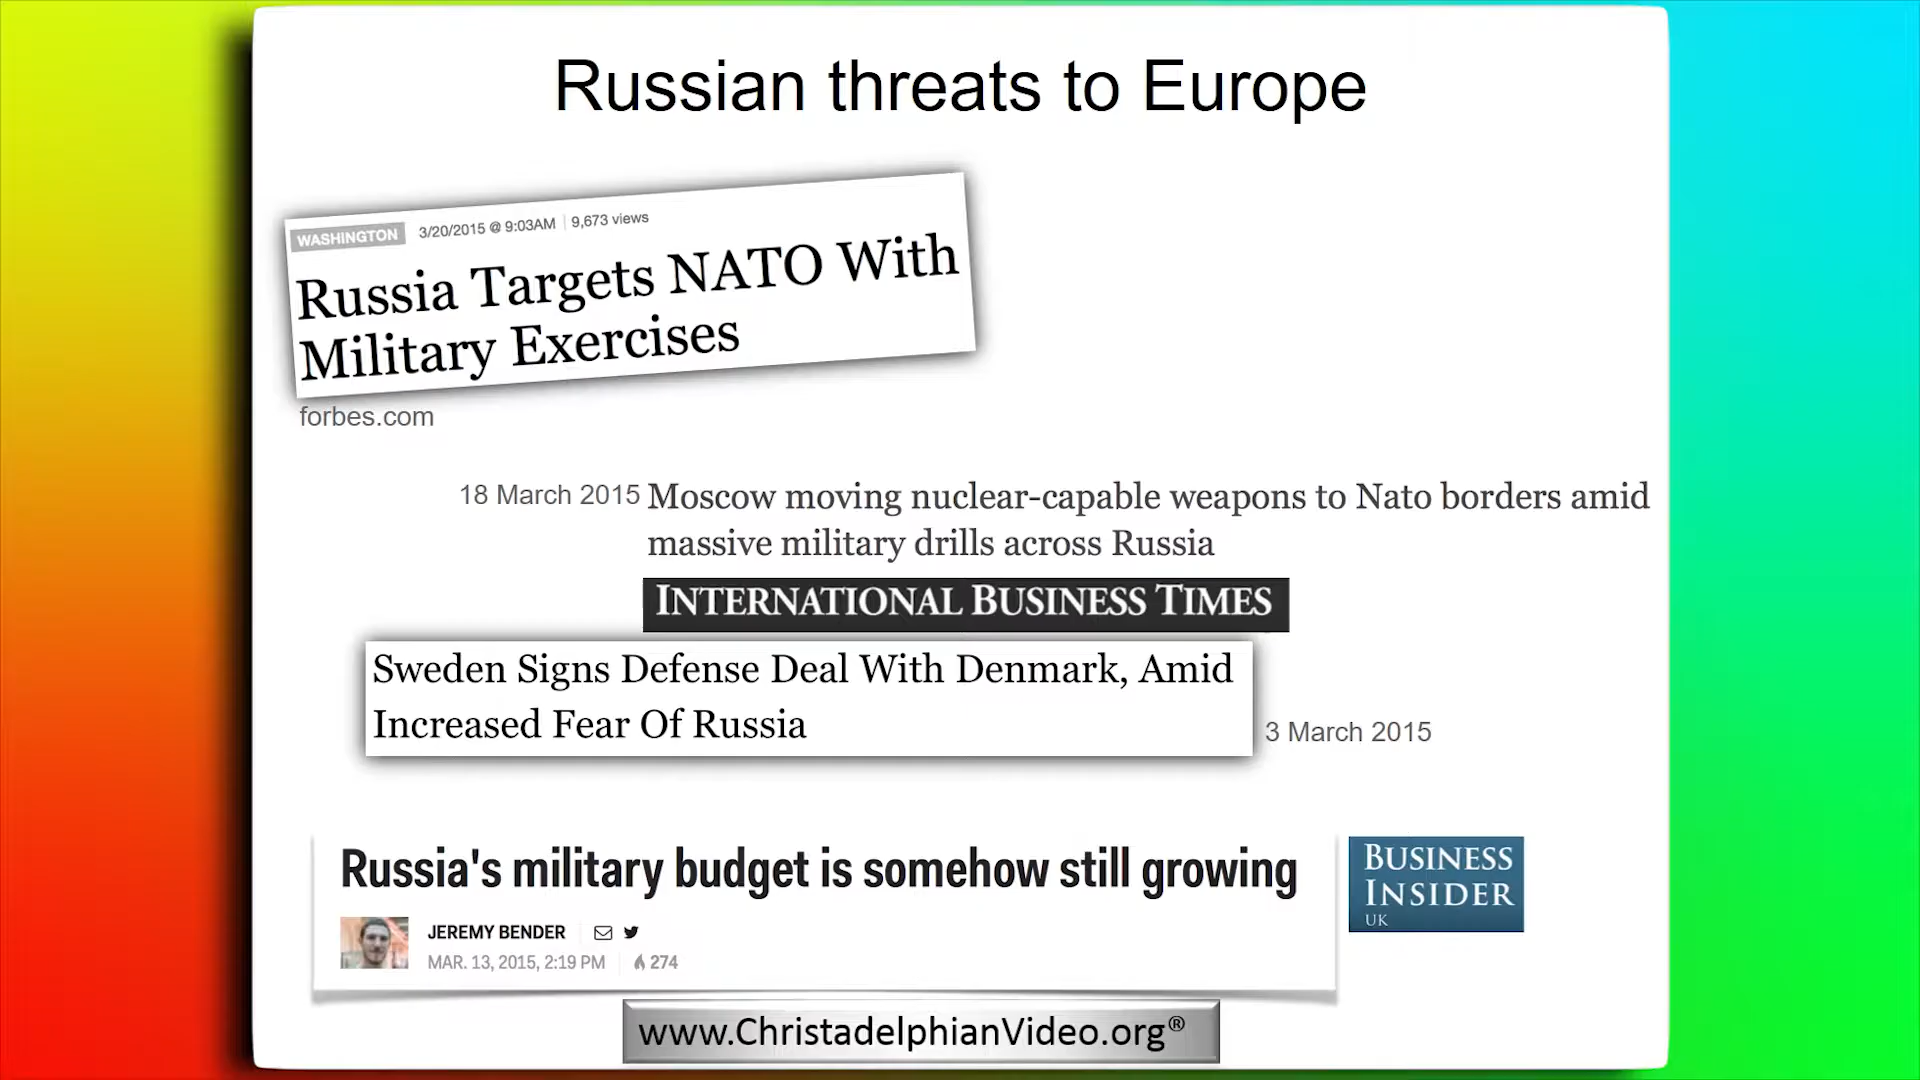 Russian threats to Europe
WASHINGTON 3/20/2015 @ 9:03AM 9,673 views
Russia Targets NATO With
Military Exercises
forbes.com
18 March 2015 Moscow moving nuclear-capable weapons to Nato borders amid
massive military drills across Russia
INTERNATIONAL BUSINESS TIMES
Sweden Signs Defense Deal With Denmark, Amid
Increased Fear Of Russia
3 March 2015
Russia's military budget is somehow still growing
BUSINESS
INSIDER
UK
JEREMY BENDER
MAR. 13, 2015, 2:19 PM 274
www.ChristadelphianVideo.org®